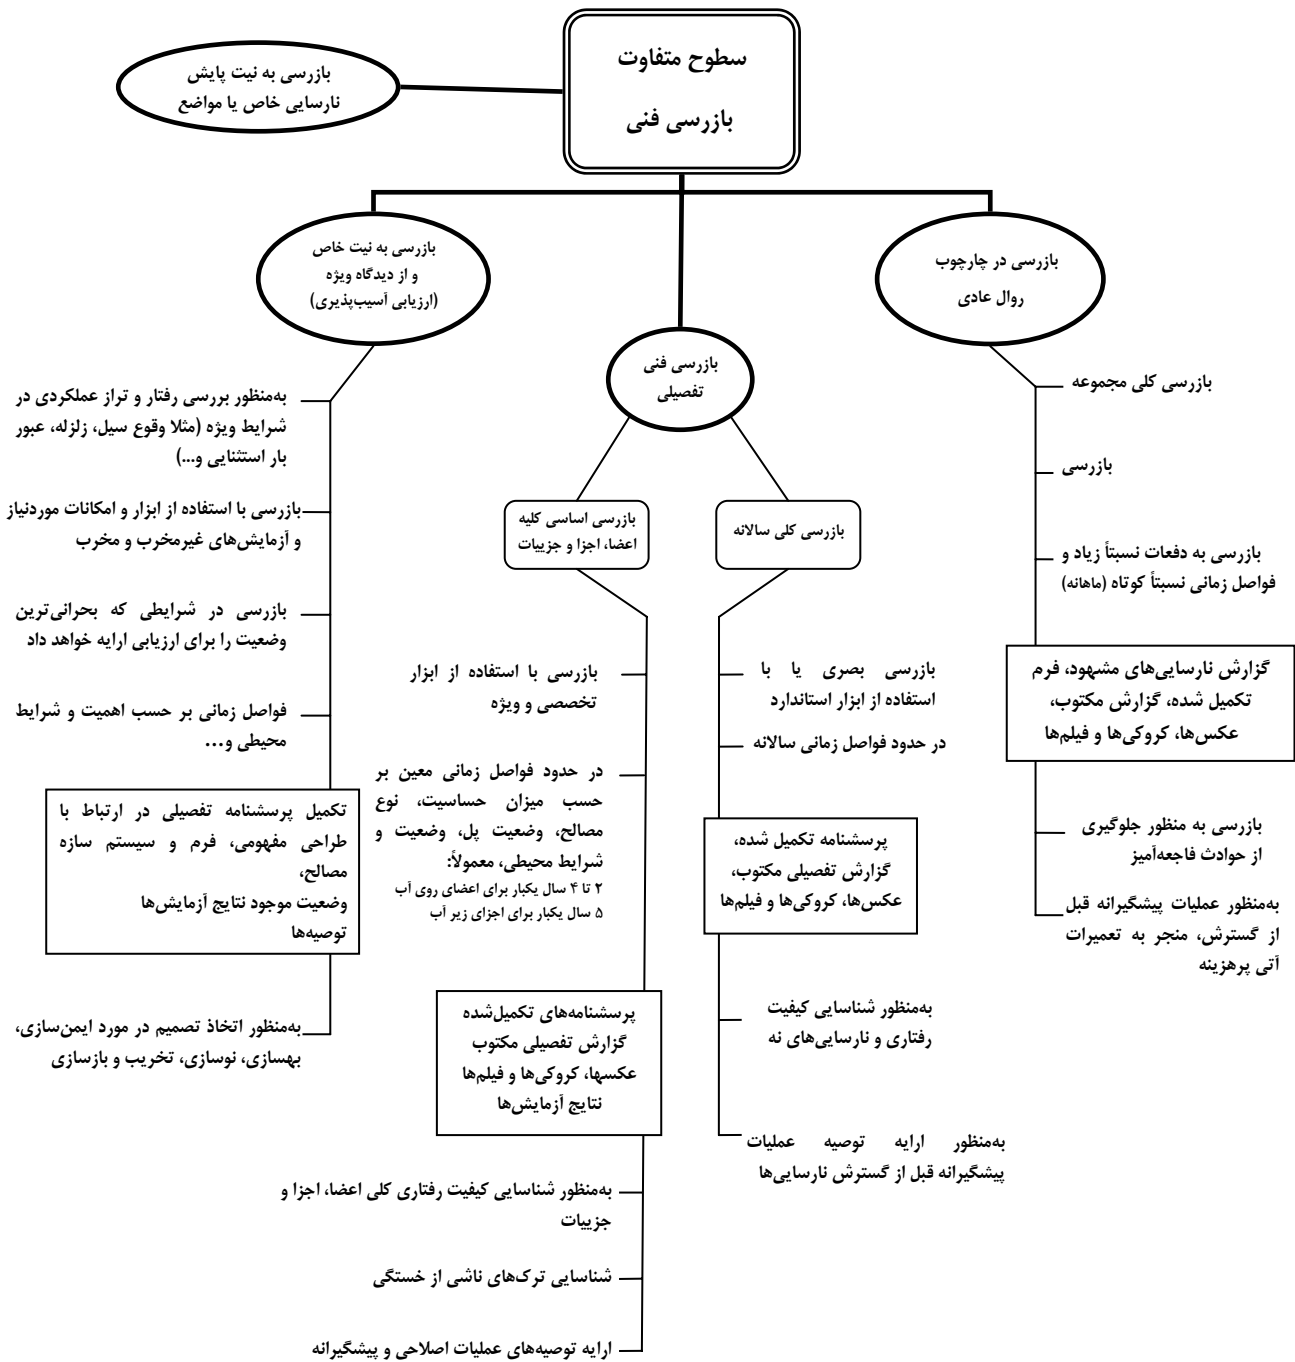 سطوح متفاوت
بازرسی فنی
بازرسی به نیت پایش
نارسایی خاص یا مواضع
بازرسی در چارچوب
روال عادی
بازرسی کلی مجموعه
بازرسی
بازرسی به دفعات نسبتاً زیاد و
فواصل زمانی نسبتاً کوتاه (ماهانه)
گزارش نارسایی‌های مشهود، فرم
تکمیل شده، گزارش مکتوب،
عکس‌ها، کروکی‌ها و فیلم‌ها
بازرسی به منظور جلوگیری
از حوادث فاجعه‌آمیز
به‌منظور عملیات پیشگیرانه قبل
از گسترش، منجر به تعمیرات
آتی پرهزینه
بازرسی فنی
تفصیلی
بازرسی کلی سالانه
بازرسی بصری یا با
استفاده از ابزار استاندارد
در حدود فواصل زمانی سالانه
پرسشنامه تکمیل شده،
گزارش تفصیلی مکتوب،
عکس‌ها، کروکی‌ها و فیلم‌ها
به‌منظور شناسایی کیفیت
رفتاری و نارسایی‌های نه
به‌منظور ارایه توصیه عملیات
پیشگیرانه قبل از گسترش نارسایی‌ها
بازرسی اساسی کلیه
اعضا، اجزا و جزییات
بازرسی با استفاده از ابزار
تخصصی و ویژه
در حدود فواصل زمانی معین بر
حسب میزان حساسیت، نوع
مصالح، وضعیت پل، وضعیت و
شرایط محیطی، معمولاً:
۲ تا ۴ سال یکبار برای اعضای روی آب
۵ سال یکبار برای اجزای زیر آب
پرسشنامه‌های تکمیل‌شده
گزارش تفصیلی مکتوب
عکسها، کروکی‌ها و فیلم‌ها
نتایج آزمایش‌ها
به‌منظور شناسایی کیفیت رفتاری کلی اعضا، اجزا و
جزییات
شناسایی ترک‌های ناشی از خستگی
ارایه توصیه‌های عملیات اصلاحی و پیشگیرانه
بازرسی به نیت خاص
و از دیدگاه ویژه
(ارزیابی آسیب‌پذیری)
به‌منظور بررسی رفتار و تراز عملکردی در
شرایط ویژه (مثلا وقوع سیل، زلزله، عبور
بار استثنایی و...)
بازرسی با استفاده از ابزار و امکانات موردنیاز
و آزمایش‌های غیرمخرب و مخرب
بازرسی در شرایطی که بحرانی‌ترین
وضعیت را برای ارزیابی ارایه خواهد داد
فواصل زمانی بر حسب اهمیت و شرایط
محیطی و...
تکمیل پرسشنامه تفصیلی در ارتباط با
طراحی مفهومی، فرم و سیستم سازه
مصالح،
وضعیت موجود نتایج آزمایش‌ها
توصیه‌ها
به‌منظور اتخاذ تصمیم در مورد ایمن‌سازی،
بهسازی، نوسازی، تخریب و بازسازی